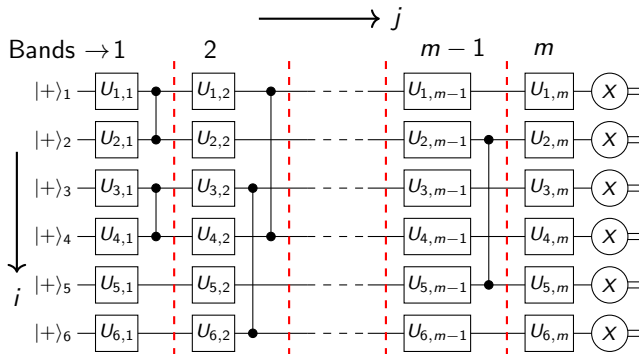 j
Bands → 1 2 m − 1 m
|+⟩₁ U₁,₁ U₁,₂ U₁,ₘ₋₁ U₁,ₘ X
|+⟩₂ U₂,₁ U₂,₂ U₂,ₘ₋₁ U₂,ₘ X
|+⟩₃ U₃,₁ U₃,₂ U₃,ₘ₋₁ U₃,ₘ X
|+⟩₄ U₄,₁ U₄,₂ U₄,ₘ₋₁ U₄,ₘ X
|+⟩₅ U₅,₁ U₅,₂ U₅,ₘ₋₁ U₅,ₘ X
i
|+⟩₆ U₆,₁ U₆,₂ U₆,ₘ₋₁ U₆,ₘ X